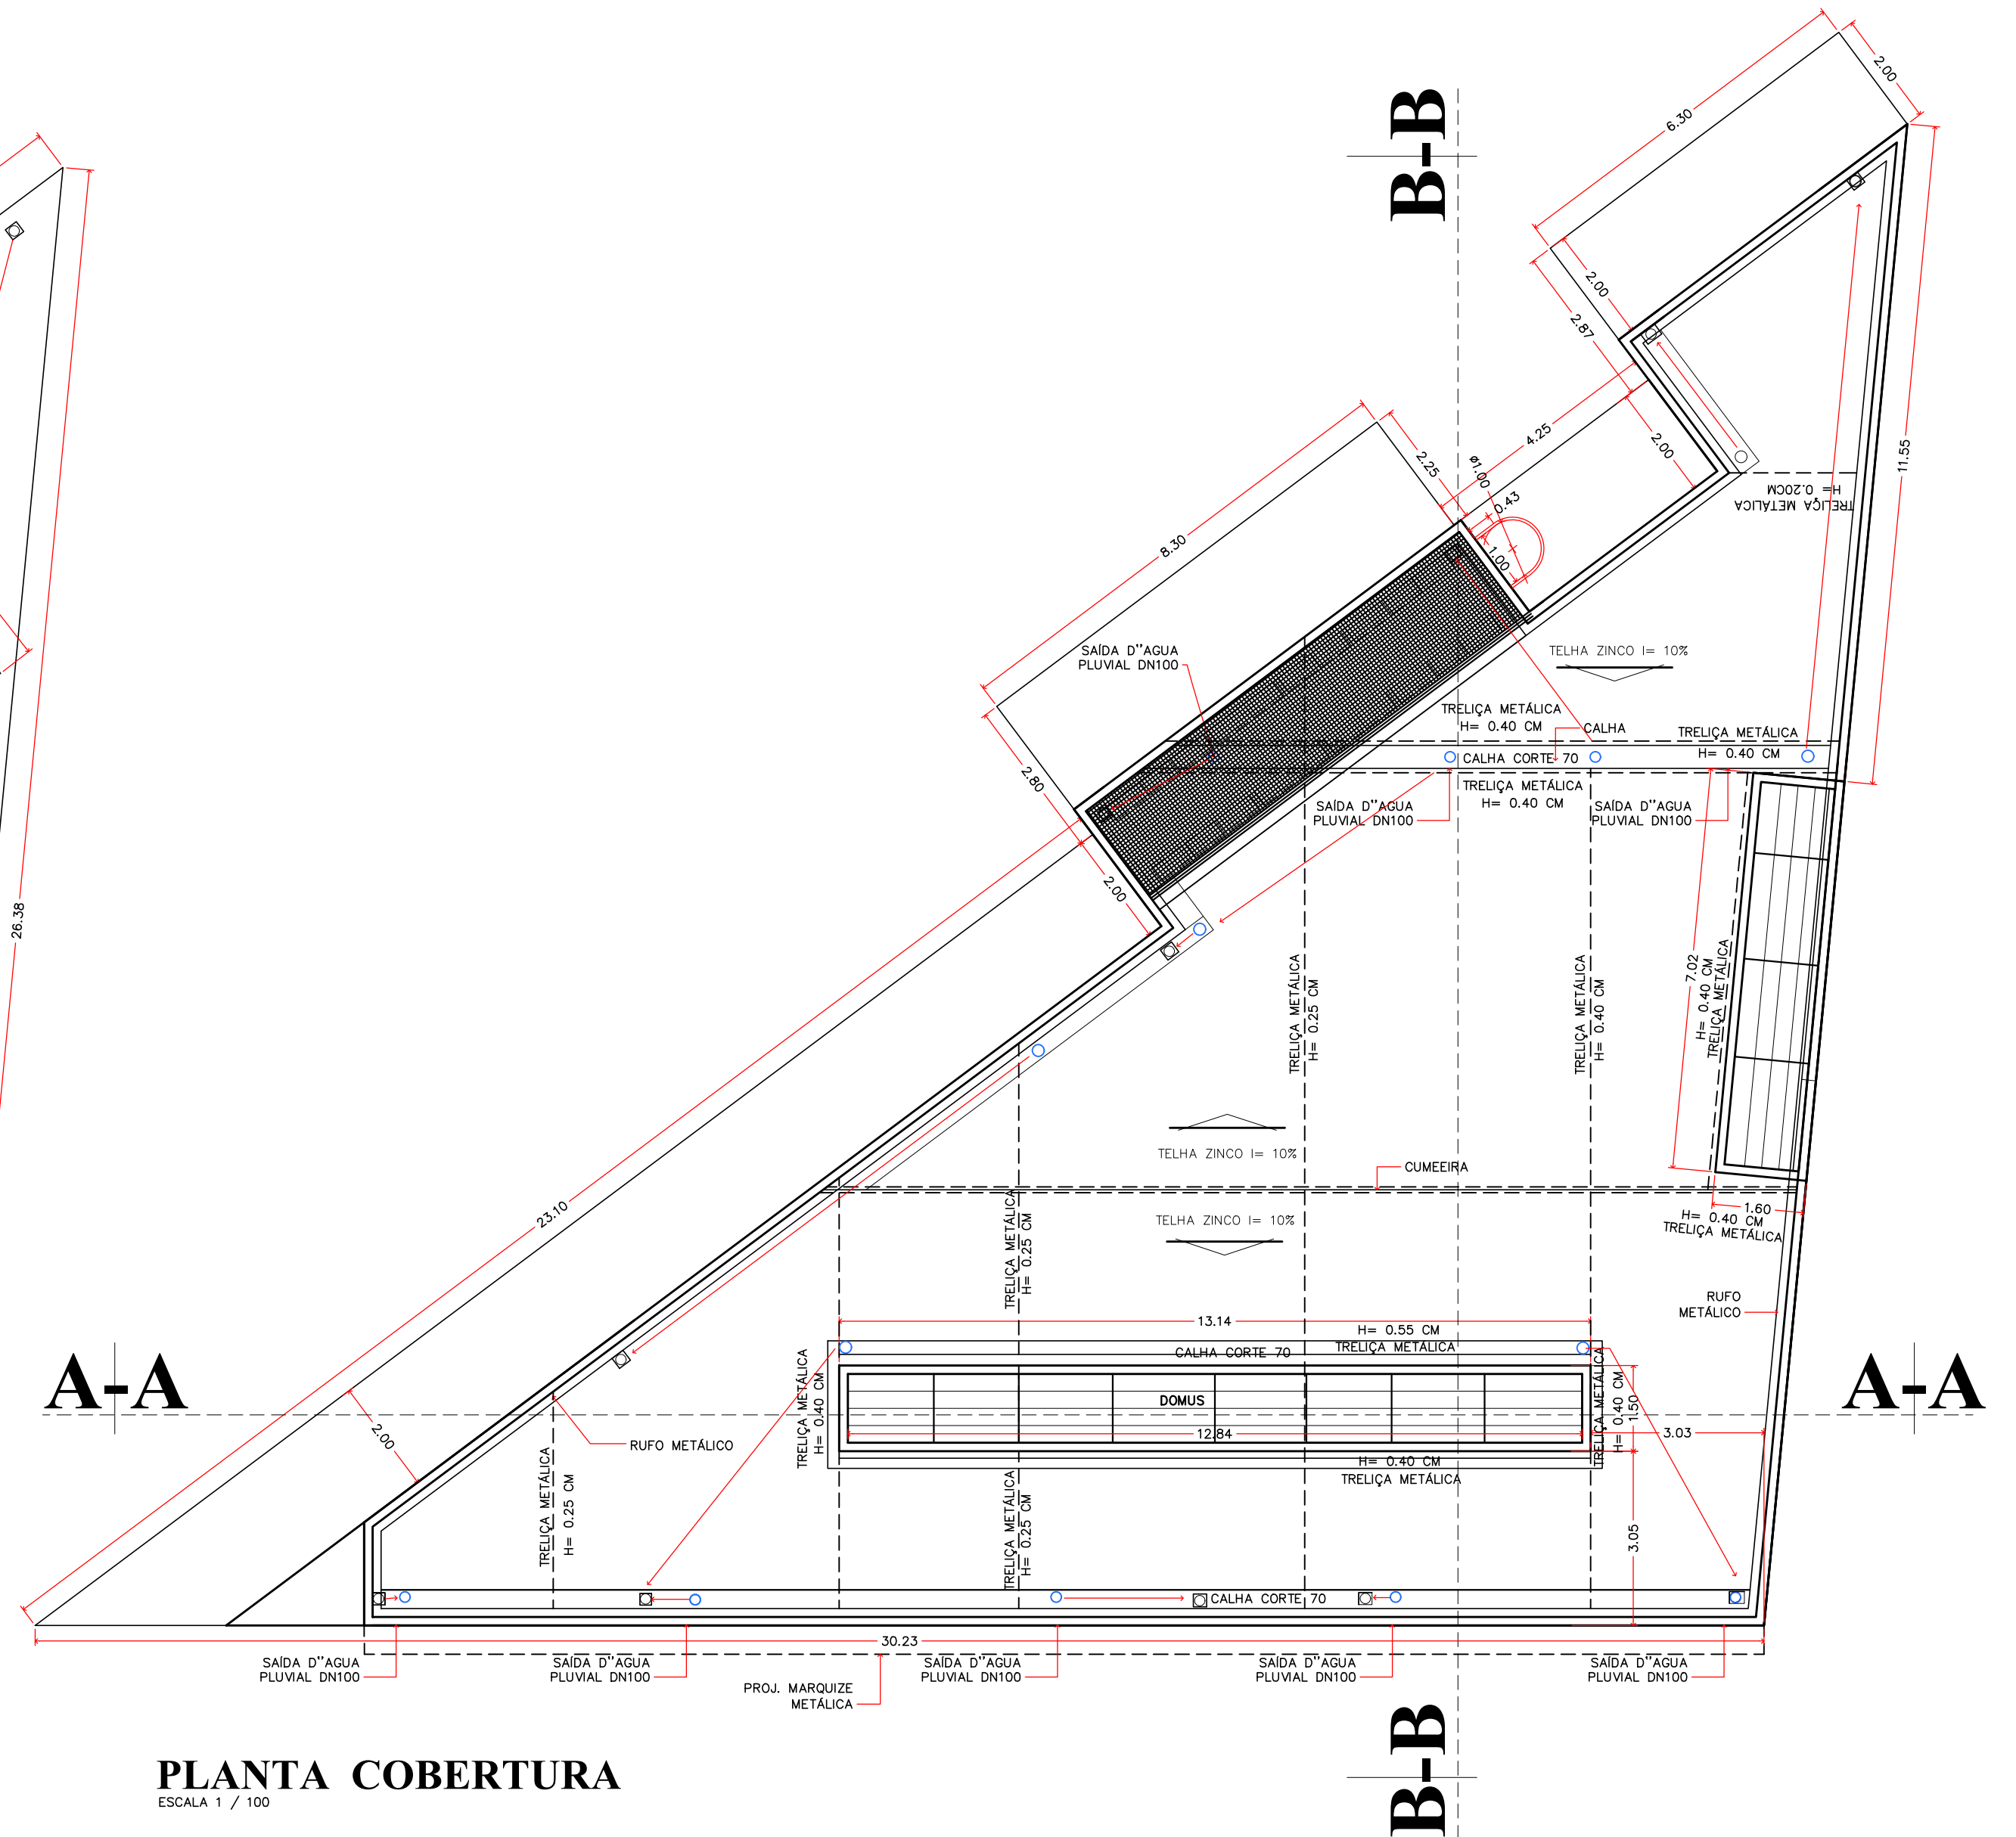 B-B
2.00
6.30
2.00
2.87
11.55
4.25
2.00
2.25
ø1.00
0.43
1.00
TRELIÇA METÁLICA
H= 0.20CM
8.30
SAÍDA D''AGUA
PLUVIAL DN100
TELHA ZINCO I= 10%
TRELIÇA METÁLICA
H= 0.40 CM
CALHA
TRELIÇA METÁLICA
H= 0.40 CM
CALHA CORTE 70
TRELIÇA METÁLICA
H= 0.40 CM
2.80
SAÍDA D''AGUA
PLUVIAL DN100
SAÍDA D''AGUA
PLUVIAL DN100
2.00
26.38
7.02
H= 0.40 CM
TRELIÇA METÁLICA
TRELIÇA METÁLICA
H= 0.25 CM
TRELIÇA METÁLICA
H= 0.40 CM
TELHA ZINCO I= 10%
CUMEEIRA
23.10
TELHA ZINCO I= 10%
1.60
H= 0.40 CM
TRELIÇA METÁLICA
TRELIÇA METÁLICA
H= 0.25 CM
RUFO
METÁLICO
13.14
H= 0.55 CM
TRELIÇA METÁLICA
CALHA CORTE 70
A-A
A-A
TRELIÇA METÁLICA
H= 0.40 CM
DOMUS
12.84
TRELIÇA METÁLICA
H= 0.40 CM
1.50
3.03
2.00
RUFO METÁLICO
H= 0.40 CM
TRELIÇA METÁLICA
TRELIÇA METÁLICA
H= 0.25 CM
TRELIÇA METÁLICA
H= 0.25 CM
3.05
CALHA CORTE 70
30.23
SAÍDA D''AGUA
PLUVIAL DN100
SAÍDA D''AGUA
PLUVIAL DN100
SAÍDA D''AGUA
PLUVIAL DN100
SAÍDA D''AGUA
PLUVIAL DN100
SAÍDA D''AGUA
PLUVIAL DN100
PROJ. MARQUIZE
METÁLICA
B-B
PLANTA COBERTURA
ESCALA 1 / 100